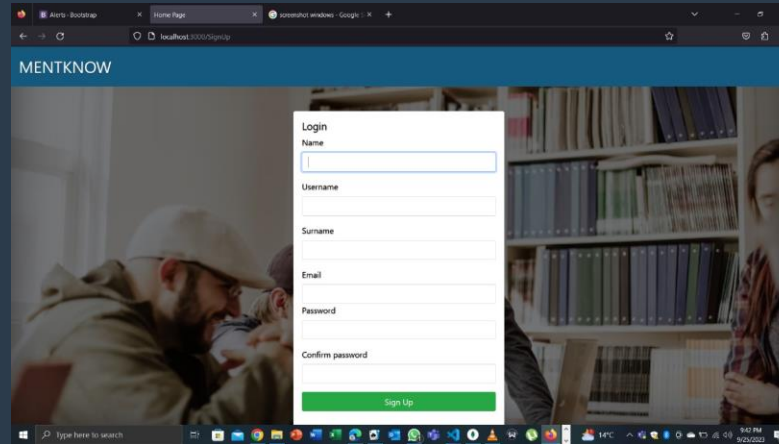 Alerts · Bootstrap
Home Page
screenshot windows - Google
localhost:3000/SignUp
MENTKNOW
Login
Name
Username
Surname
Email
Password
Confirm password
Sign Up
Type here to search
14°C
9:42 PM
9/25/2023